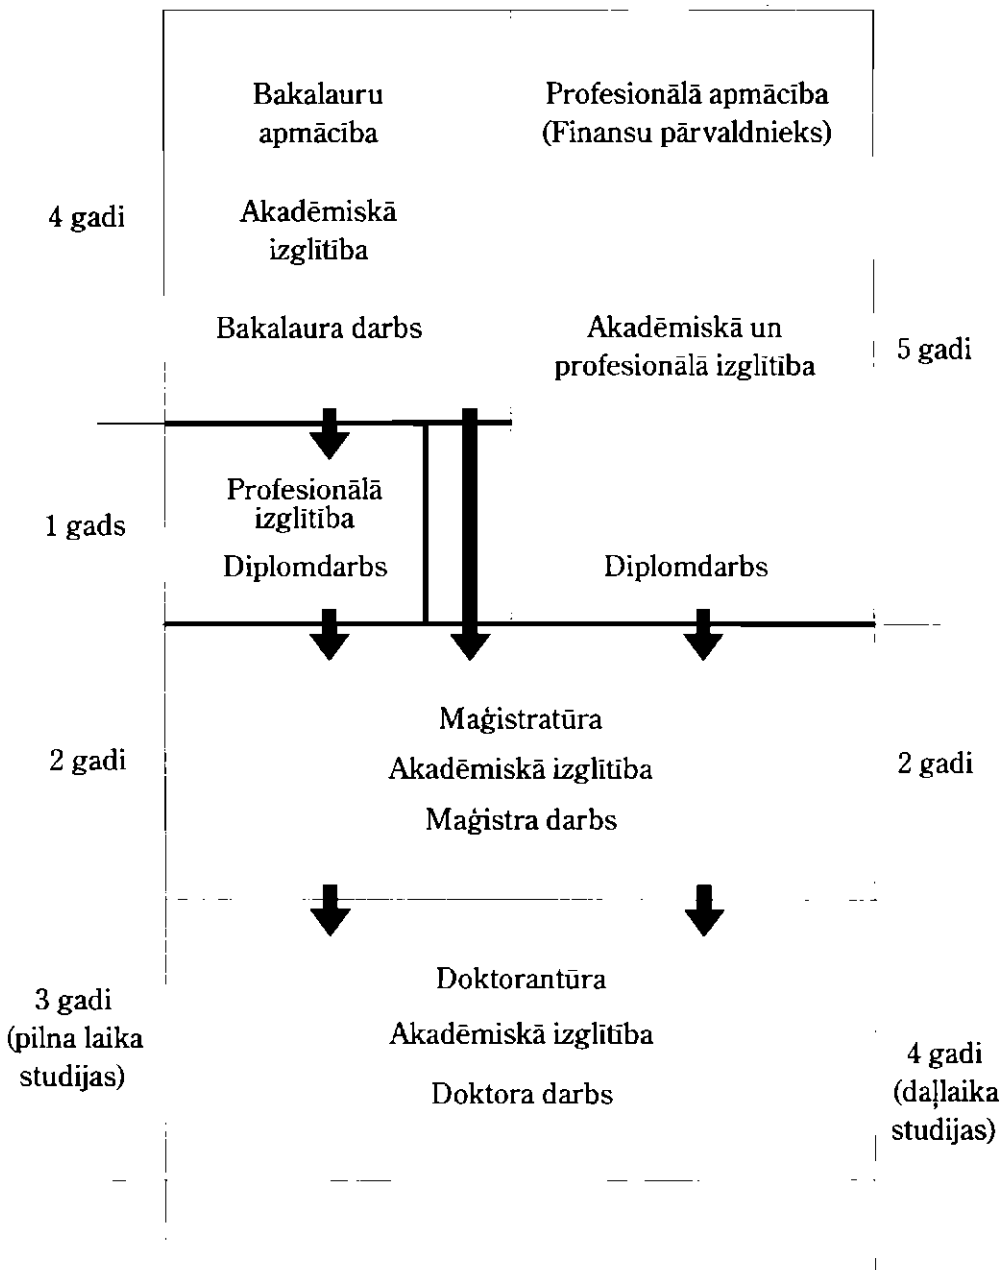 Bakalauru
apmācība
Profesionālā apmācība
(Finansu pārvaldnieks)
4 gadi
Akadēmiskā
izglītība
Bakalaura darbs
Akadēmiskā un
profesionālā izglītība
5 gadi
1 gads
Profesionālā
izglītība
Diplomdarbs
Diplomdarbs
2 gadi
Maģistratūra
Akadēmiskā izglītība
Maģistra darbs
2 gadi
3 gadi
(pilna laika
studijas)
Doktorantūra
Akadēmiskā izglītība
Doktora darbs
4 gadi
(daļlaika
studijas)